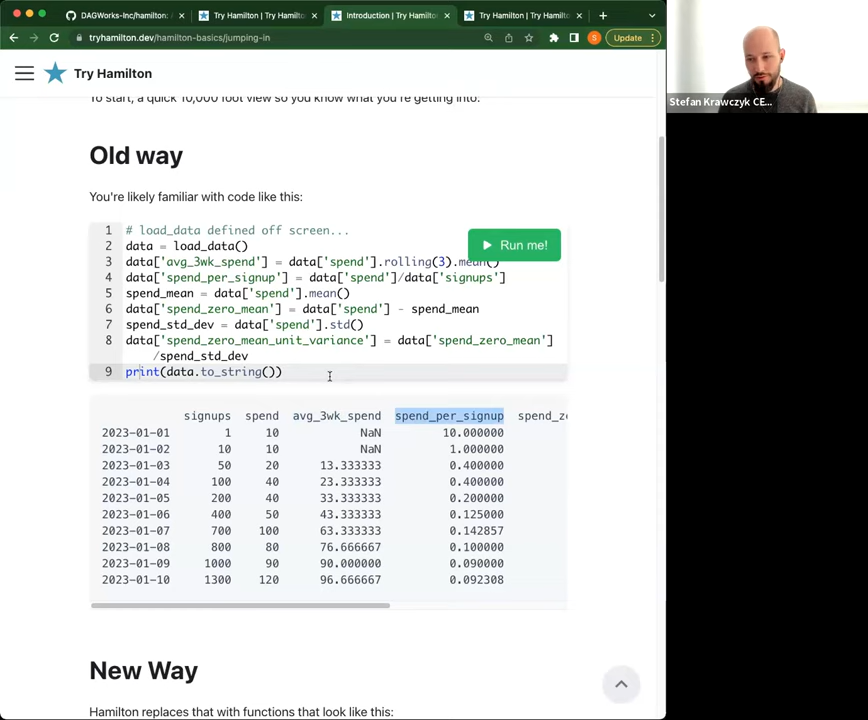 DAGWorks-Inc/hamilton:
Try Hamilton | Try Hamilton
Introduction | Try Hamilton
Try Hamilton | Try Hamilton
tryhamilton.dev/hamilton-basics/jumping-in
S
Update
Try Hamilton
Stefan Krawczyk CE...
To start, a quick 10,000 foot view so you know what you're getting into:
Old way
You're likely familiar with code like this:
1 # load_data defined off screen...
2 data = load_data()
Run me!
3 data['avg_3wk_spend'] = data['spend'].rolling(3).mean()
4 data['spend_per_signup'] = data['spend']/data['signups']
5 spend_mean = data['spend'].mean()
6 data['spend_zero_mean'] = data['spend'] - spend_mean
7 spend_std_dev = data['spend'].std()
8 data['spend_zero_mean_unit_variance'] = data['spend_zero_mean']
/spend_std_dev
9 print(data.to_string())
signups spend avg_3wk_spend spend_per_signup spend_ze
2023-01-01 1 10 NaN 10.000000
2023-01-02 10 10 NaN 1.000000
2023-01-03 50 20 13.333333 0.400000
2023-01-04 100 40 23.333333 0.400000
2023-01-05 200 40 33.333333 0.200000
2023-01-06 400 50 43.333333 0.125000
2023-01-07 700 100 63.333333 0.142857
2023-01-08 800 80 76.666667 0.100000
2023-01-09 1000 90 90.000000 0.090000
2023-01-10 1300 120 96.666667 0.092308
New Way
Hamilton replaces that with functions that look like this: